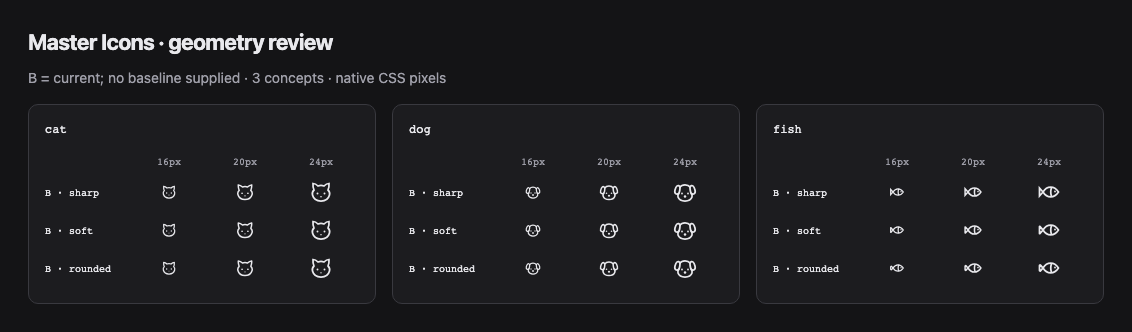 Master Icons · geometry review
B = current; no baseline supplied · 3 concepts · native CSS pixels
cat
16px 20px 24px
B · sharp
B · soft
B · rounded
dog
16px 20px 24px
B · sharp
B · soft
B · rounded
fish
16px 20px 24px
B · sharp
B · soft
B · rounded